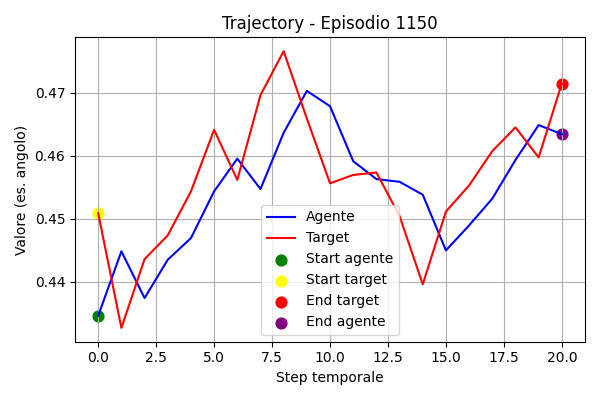 Trajectory - Episodio 1150
Valore (es. angolo)
0.47
0.46
0.45
0.44
Agente
Target
Start agente
Start target
End target
End agente
0.0 2.5 5.0 7.5 10.0 12.5 15.0 17.5 20.0
Step temporale